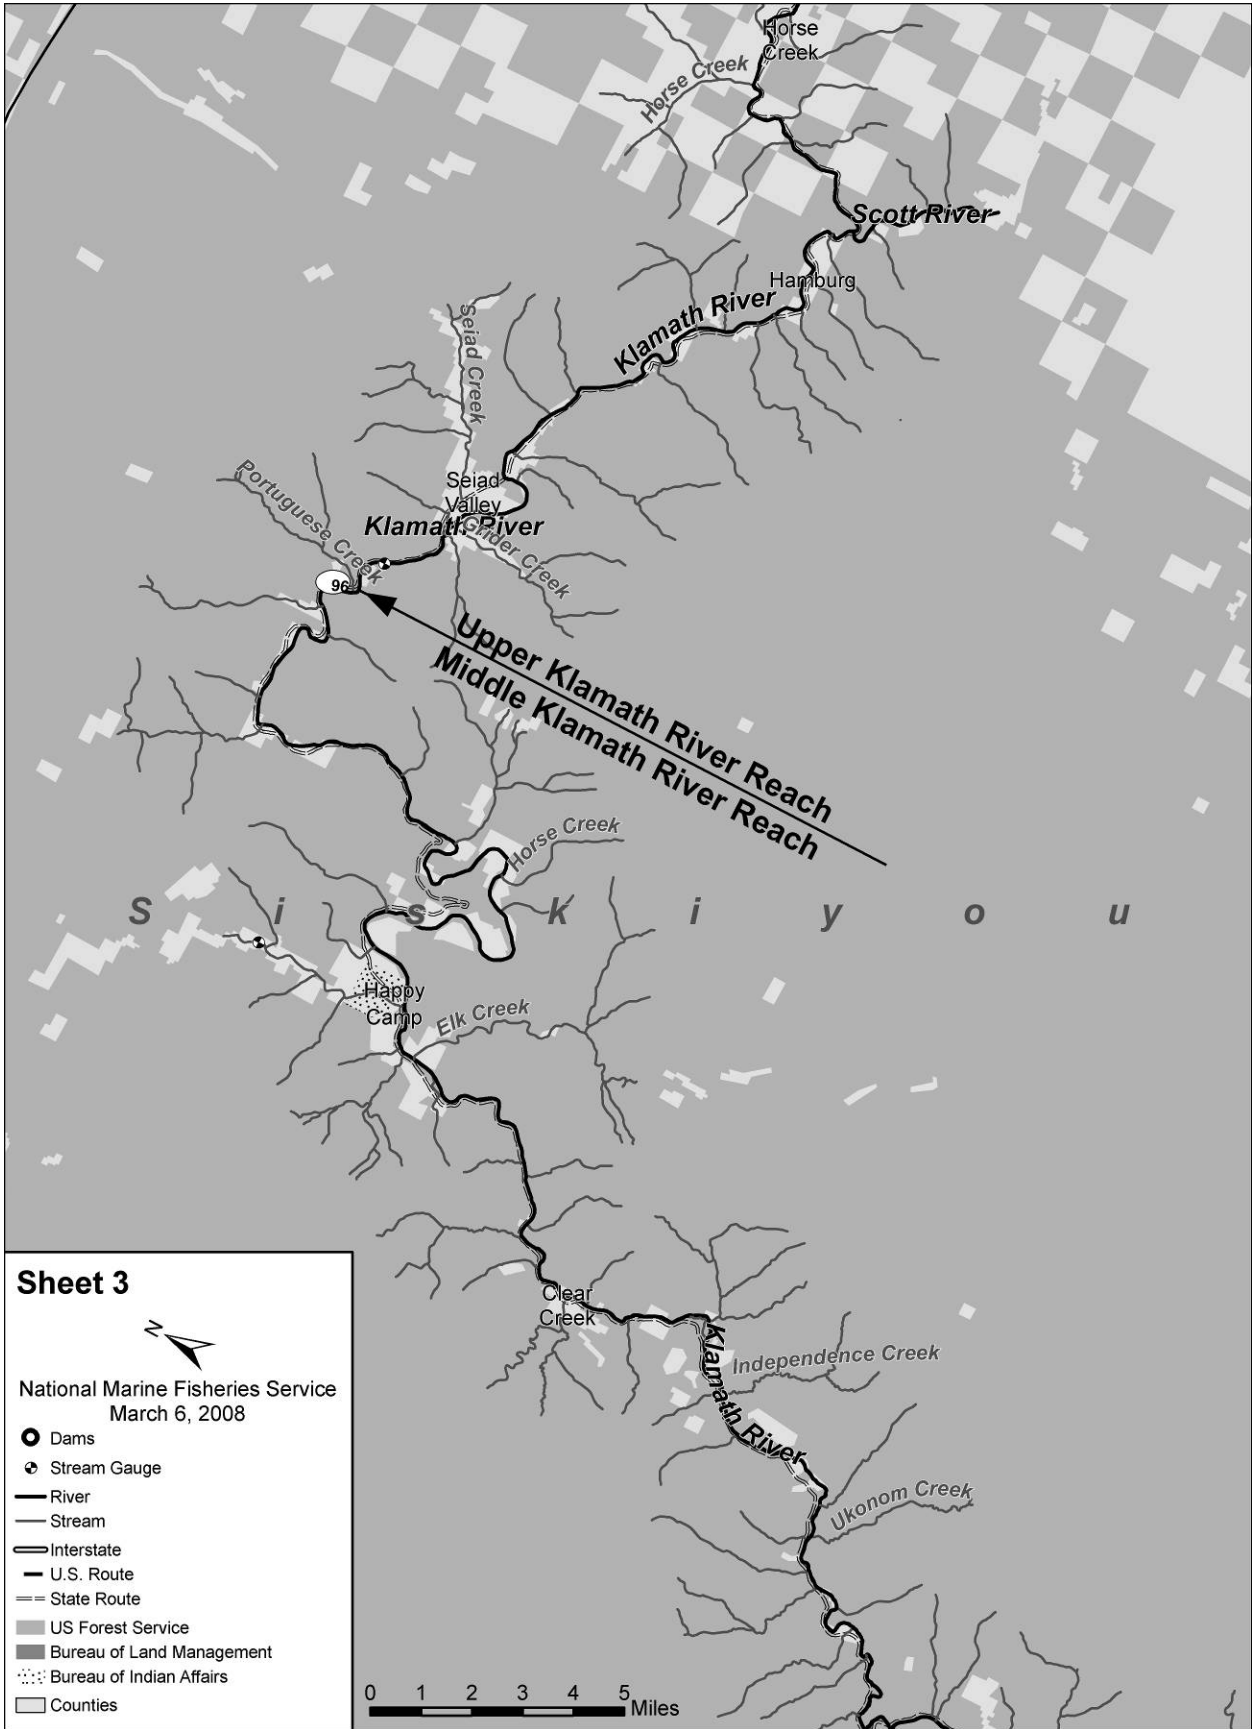 Horse
Creek
Horse Creek
Scott River
Hamburg
Klamath River
Seiad Creek
Seiad
Valley
Klamath River
Grider Creek
Portuguese Creek
96
Upper Klamath River Reach
Middle Klamath River Reach
Horse Creek
S i s k i y o u
Happy
Camp
Elk Creek
Clear
Creek
Klamath River
Independence Creek
Ukonom Creek
Sheet 3
N
National Marine Fisheries Service
March 6, 2008
Dams
Stream Gauge
River
Stream
Interstate
U.S. Route
State Route
US Forest Service
Bureau of Land Management
Bureau of Indian Affairs
Counties
0 1 2 3 4 5
Miles